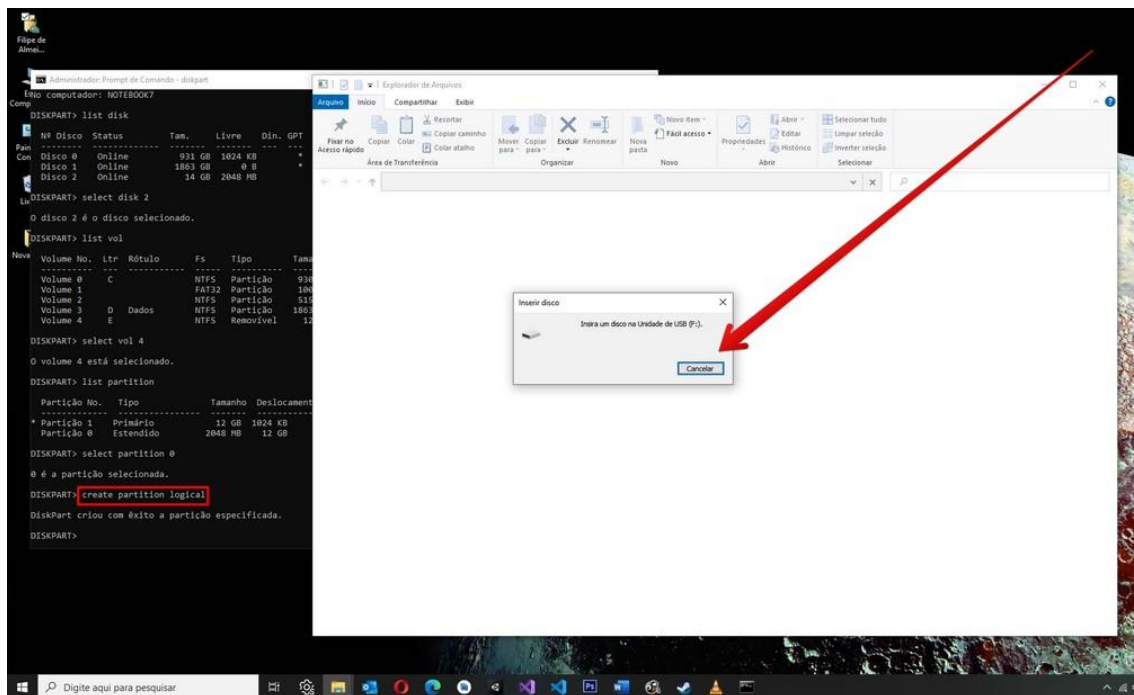 Filipe de
Almei...
Administrador: Prompt de Comando - diskpart
No computador: NOTEBOOK7
DISKPART> list disk
Nº Disco Status Tam. Livre Din. GPT
Disco 0 Online 931 GB 1024 KB *
Disco 1 Online 1863 GB 0 B *
Disco 2 Online 14 GB 2048 MB
DISKPART> select disk 2
O disco 2 é o disco selecionado.
DISKPART> list vol
Volume No. Ltr Rótulo Fs Tipo Tama
Volume 0 C NTFS Partição 930
Volume 1 FAT32 Partição 100
Volume 2 NTFS Partição 515
Volume 3 D Dados NTFS Partição 1863
Volume 4 E NTFS Removível 12
DISKPART> select vol 4
O volume 4 está selecionado.
DISKPART> list partition
Partição No. Tipo Tamanho Deslocament
* Partição 1 Primário 12 GB 1024 KB
Partição 0 Estendido 2048 MB 12 GB
DISKPART> select partition 0
0 é a partição selecionada.
DISKPART> create partition logical
DiskPart criou com êxito a partição especificada.
DISKPART>
Explorador de Arquivos
Arquivo Início Compartilhar Exibir
Fixar no
Acesso rápido
Copiar
Colar
Recortar
Copiar caminho
Colar atalho
Área de Transferência
Mover
para
Copiar
para
Excluir
Renomear
Organizar
Nova
pasta
Novo item
Fácil acesso
Novo
Propriedades
Abrir
Editar
Histórico
Abrir
Selecionar tudo
Limpar seleção
Inverter seleção
Selecionar
Inserir disco
Insira um disco na Unidade de USB (F:).
Cancelar
Digite aqui para pesquisar